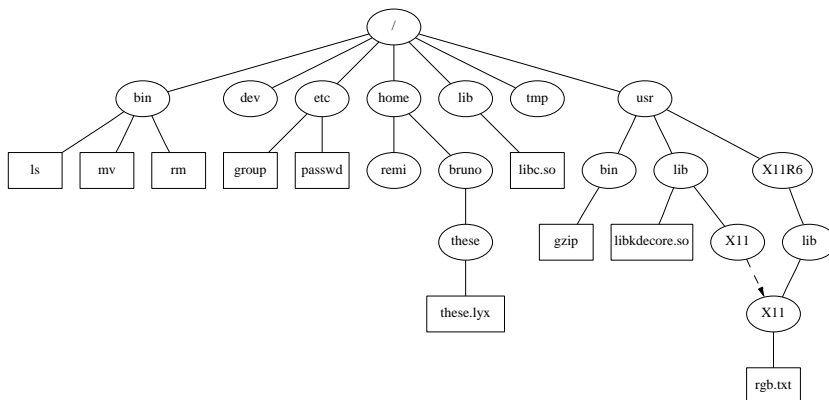 /
bin
dev
etc
home
lib
tmp
usr
ls
mv
rm
group
passwd
remi
bruno
libc.so
bin
lib
X11R6
these
gzip
libkdecore.so
X11
lib
these.lyx
X11
rgb.txt